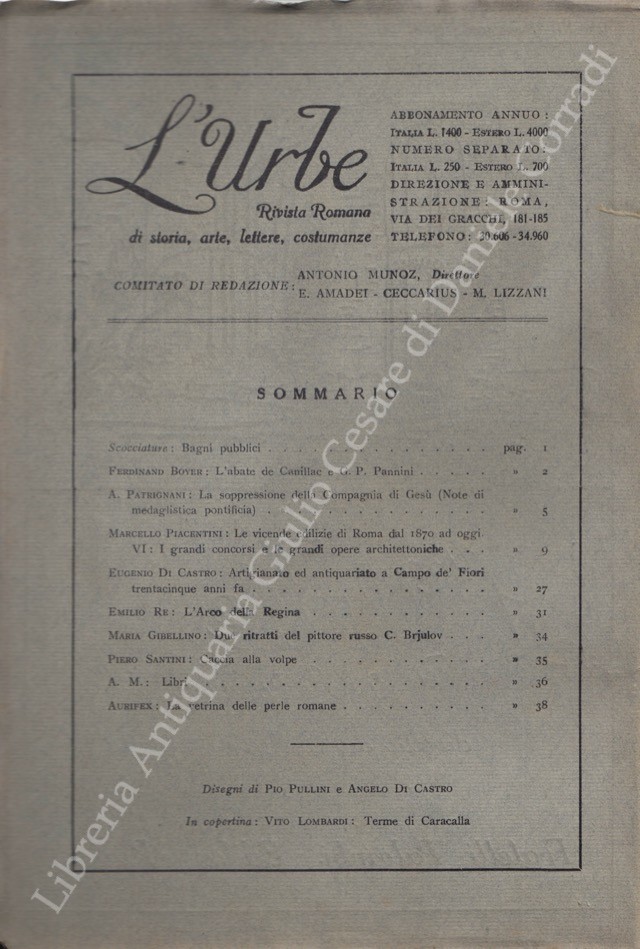 L'Urbe
Rivista Romana
di storia, arte, lettere, costumanze
ABBONAMENTO ANNUO :
ITALIA L. 1400 - ESTERO L. 4000
NUMERO SEPARATO:
ITALIA L. 250 - ESTERO L. 700
DIREZIONE E AMMINI-
STRAZIONE : ROMA,
VIA DEI GRACCHI, 181-185
TELEFONO : 30.606 - 34.960
COMITATO DI REDAZIONE :
ANTONIO MUNOZ, Direttore
E. AMADEI - CECCARIUS - M. LIZZANI
SOMMARIO
Scocciature : Bagni pubblici . . . . . . . . . . . . . . . pag. 1
FERDINAND BOYER : L'abate de Canillac e G. P. Pannini . . . . . » 2
A. PATRIGNANI : La soppressione della Compagnia di Gesù (Note di
medaglistica pontificia) . . . . . . . . . . . . . . » 5
MARCELLO PIACENTINI : Le vicende edilizie di Roma dal 1870 ad oggi
VI : I grandi concorsi e le grandi opere architettoniche . . . » 9
EUGENIO DI CASTRO : Artigianato ed antiquariato a Campo de' Fiori
trentacinque anni fa . . . . . . . . . . . . . . . » 27
EMILIO RE : L'Arco della Regina . . . . . . . . . . . » 31
MARIA GIBELLINO : Due ritratti del pittore russo C. Brjulov . . . » 34
PIERO SANTINI : Caccia alla volpe . . . . . . . . . . . . » 35
A. M. : Libri . . . . . . . . . . . . . . . . . . » 36
AURIFEX : La vetrina delle perle romane . . . . . . . . . » 38
Disegni di PIO PULLINI e ANGELO DI CASTRO
In copertina : VITO LOMBARDI : Terme di Caracalla
Libreria Antiquaria Giulio Cesare di Daniele Corradi